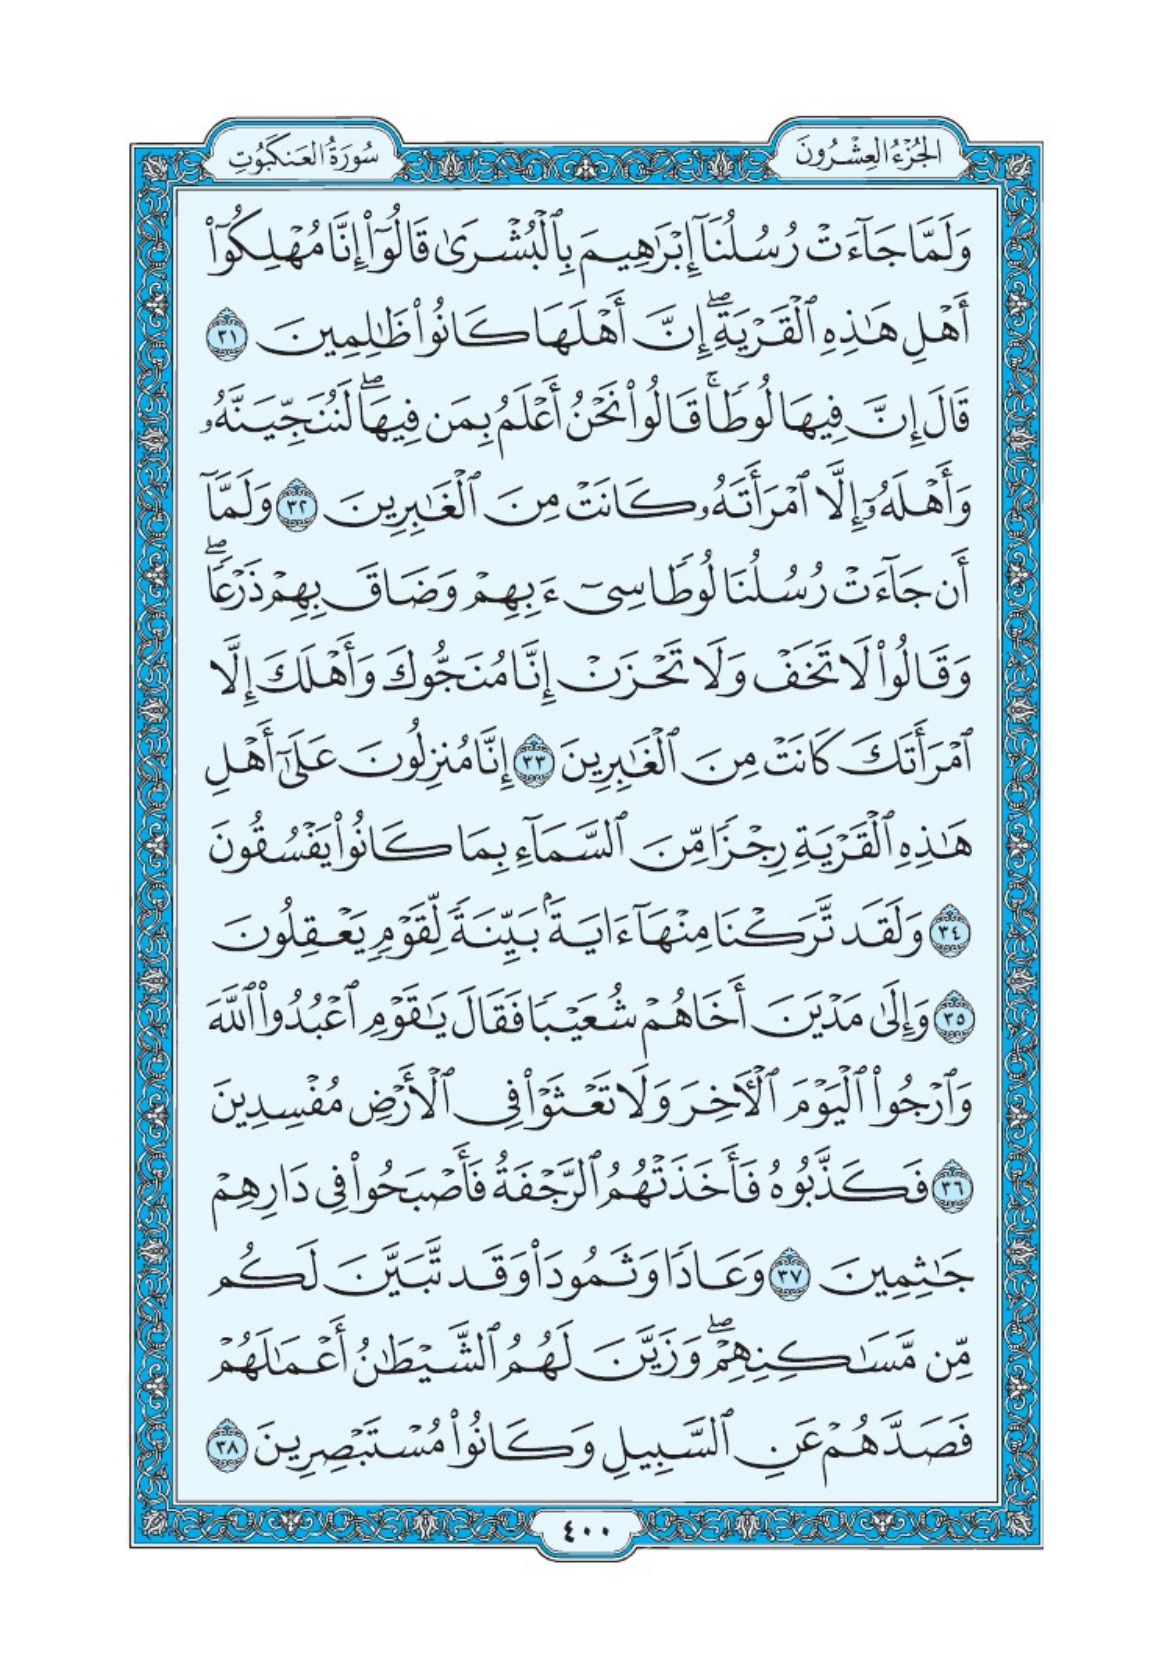 الجُزْءُ العِشْرُونَ
سُورَةُ العَنكَبُوتِ
وَلَمَّا جَآءَتْ رُسُلُنَآ إِبْرَٰهِيمَ بِٱلْبُشْرَىٰ قَالُوٓا۟ إِنَّا مُهْلِكُوٓا۟
أَهْلِ هَٰذِهِ ٱلْقَرْيَةِۖ إِنَّ أَهْلَهَا كَانُوا۟ ظَٰلِمِينَ ٣١
قَالَ إِنَّ فِيهَا لُوطًاۚ قَالُوا۟ نَحْنُ أَعْلَمُ بِمَن فِيهَاۖ لَنُنَجِّيَنَّهُۥ
وَأَهْلَهُۥٓ إِلَّا ٱمْرَأَتَهُۥ كَانَتْ مِنَ ٱلْغَٰبِرِينَ ٣٢ وَلَمَّآ
أَن جَآءَتْ رُسُلُنَا لُوطًا سِىٓءَ بِهِمْ وَضَاقَ بِهِمْ ذَرْعًاۖ
وَقَالُوا۟ لَا تَخَفْ وَلَا تَحْزَنْ إِنَّا مُنَجُّوكَ وَأَهْلَكَ إِلَّا
ٱمْرَأَتَكَ كَانَتْ مِنَ ٱلْغَٰبِرِينَ ٣٣ إِنَّا مُنزِلُونَ عَلَىٰٓ أَهْلِ
هَٰذِهِ ٱلْقَرْيَةِ رِجْزًا مِّنَ ٱلسَّمَآءِ بِمَا كَانُوا۟ يَفْسُقُونَ
٣٤ وَلَقَد تَّرَكْنَا مِنْهَآ ءَايَةًۢ بَيِّنَةً لِّقَوْمٍ يَعْقِلُونَ
٣٥ وَإِلَىٰ مَدْيَنَ أَخَاهُمْ شُعَيْبًا فَقَالَ يَٰقَوْمِ ٱعْبُدُوا۟ ٱللَّهَ
وَٱرْجُوا۟ ٱلْيَوْمَ ٱلْءَاخِرَ وَلَا تَعْثَوْا۟ فِى ٱلْأَرْضِ مُفْسِدِينَ
٣٦ فَكَذَّبُوهُ فَأَخَذَتْهُمُ ٱلرَّجْفَةُ فَأَصْبَحُوا۟ فِى دَارِهِمْ
جَٰثِمِينَ ٣٧ وَعَادًا وَثَمُودَا۟ وَقَد تَّبَيَّنَ لَكُم
مِّن مَّسَٰكِنِهِمْۖ وَزَيَّنَ لَهُمُ ٱلشَّيْطَٰنُ أَعْمَٰلَهُمْ
فَصَدَّهُمْ عَنِ ٱلسَّبِيلِ وَكَانُوا۟ مُسْتَبْصِرِينَ ٣٨
٤٠٠